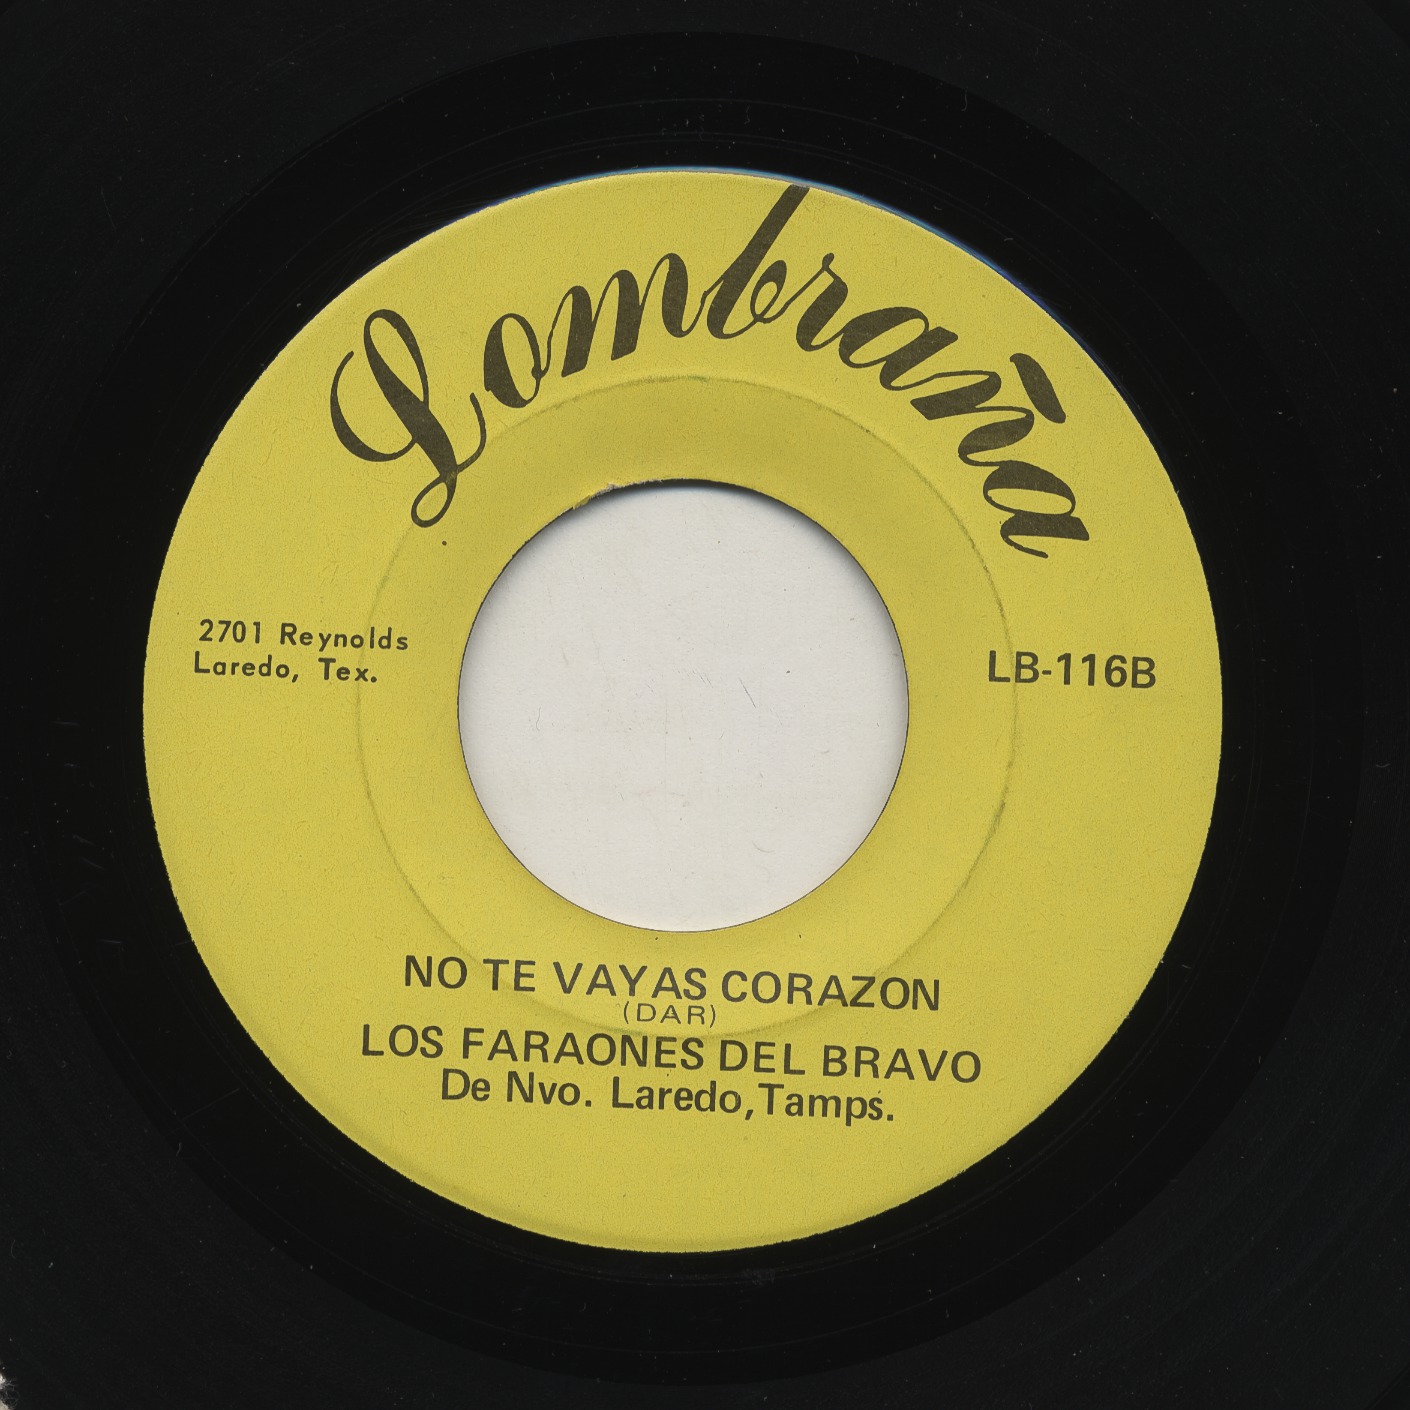 Lombraña
2701 Reynolds
Laredo, Tex.
LB-116B
NO TE VAYAS CORAZON
(DAR)
LOS FARAONES DEL BRAVO
De Nvo. Laredo, Tamps.